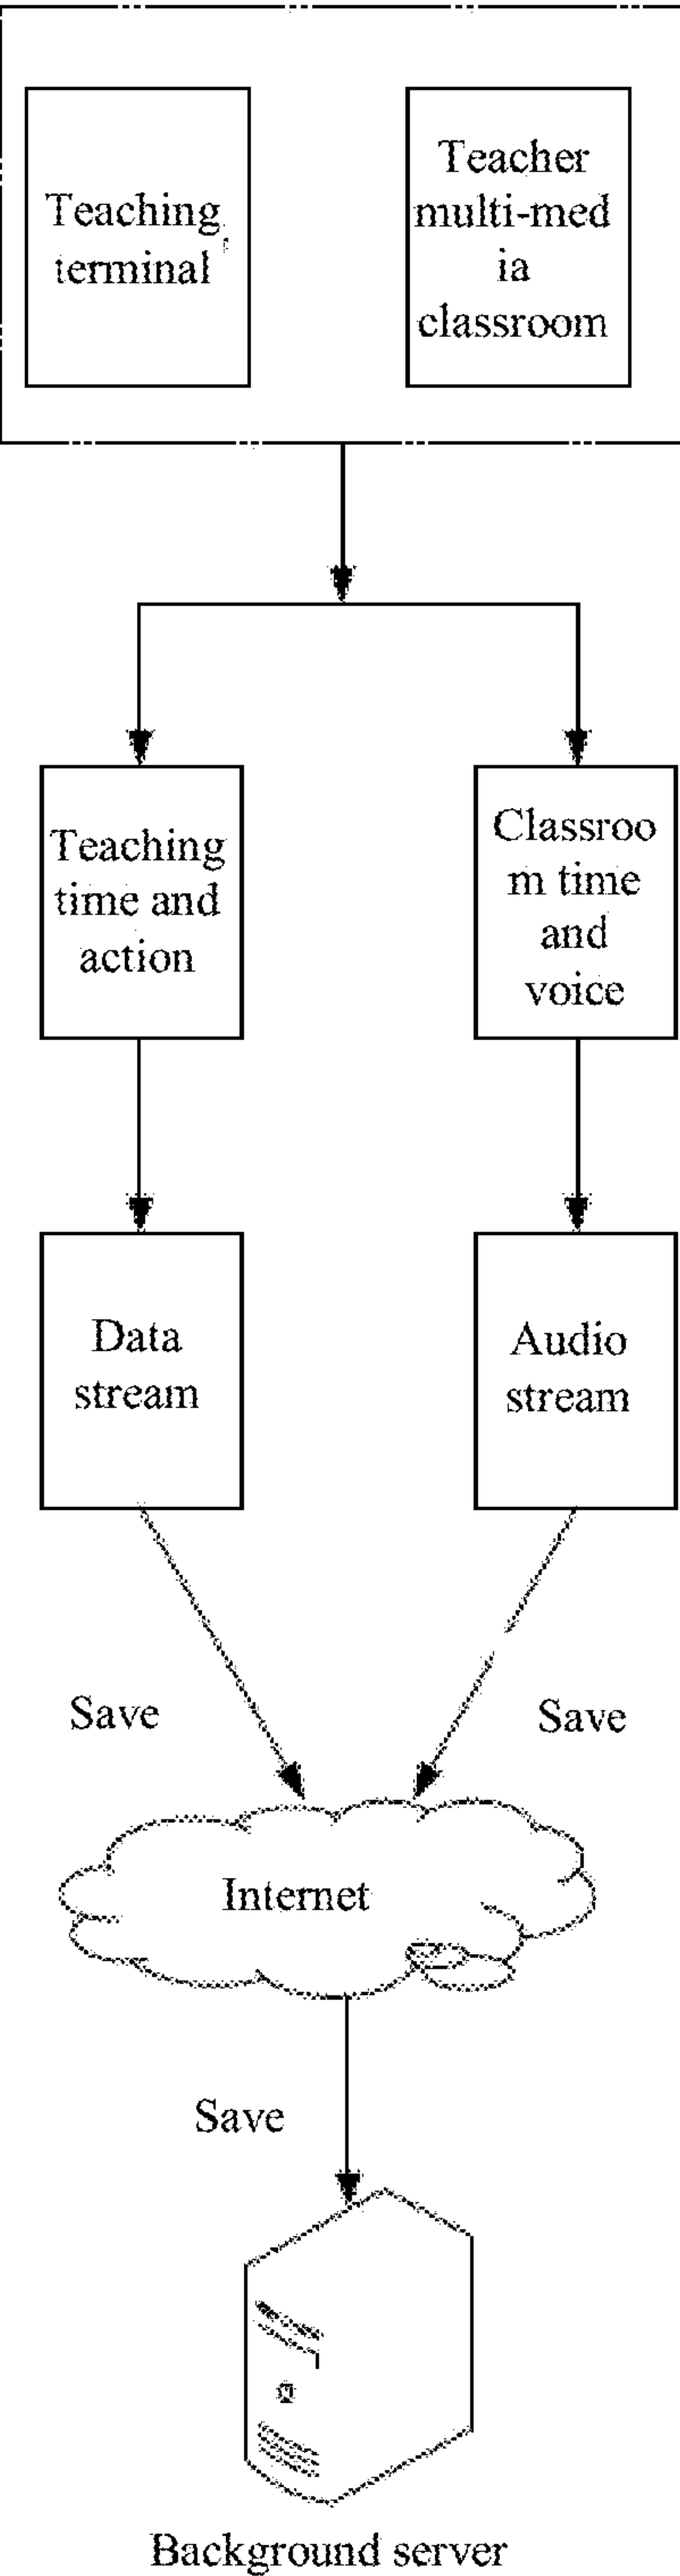 Teaching
terminal
Teacher
multi-med
ia
classroom
Teaching
time and
action
Classroo
m time
and
voice
Data
stream
Audio
stream
Save
Save
Internet
Save
Background server